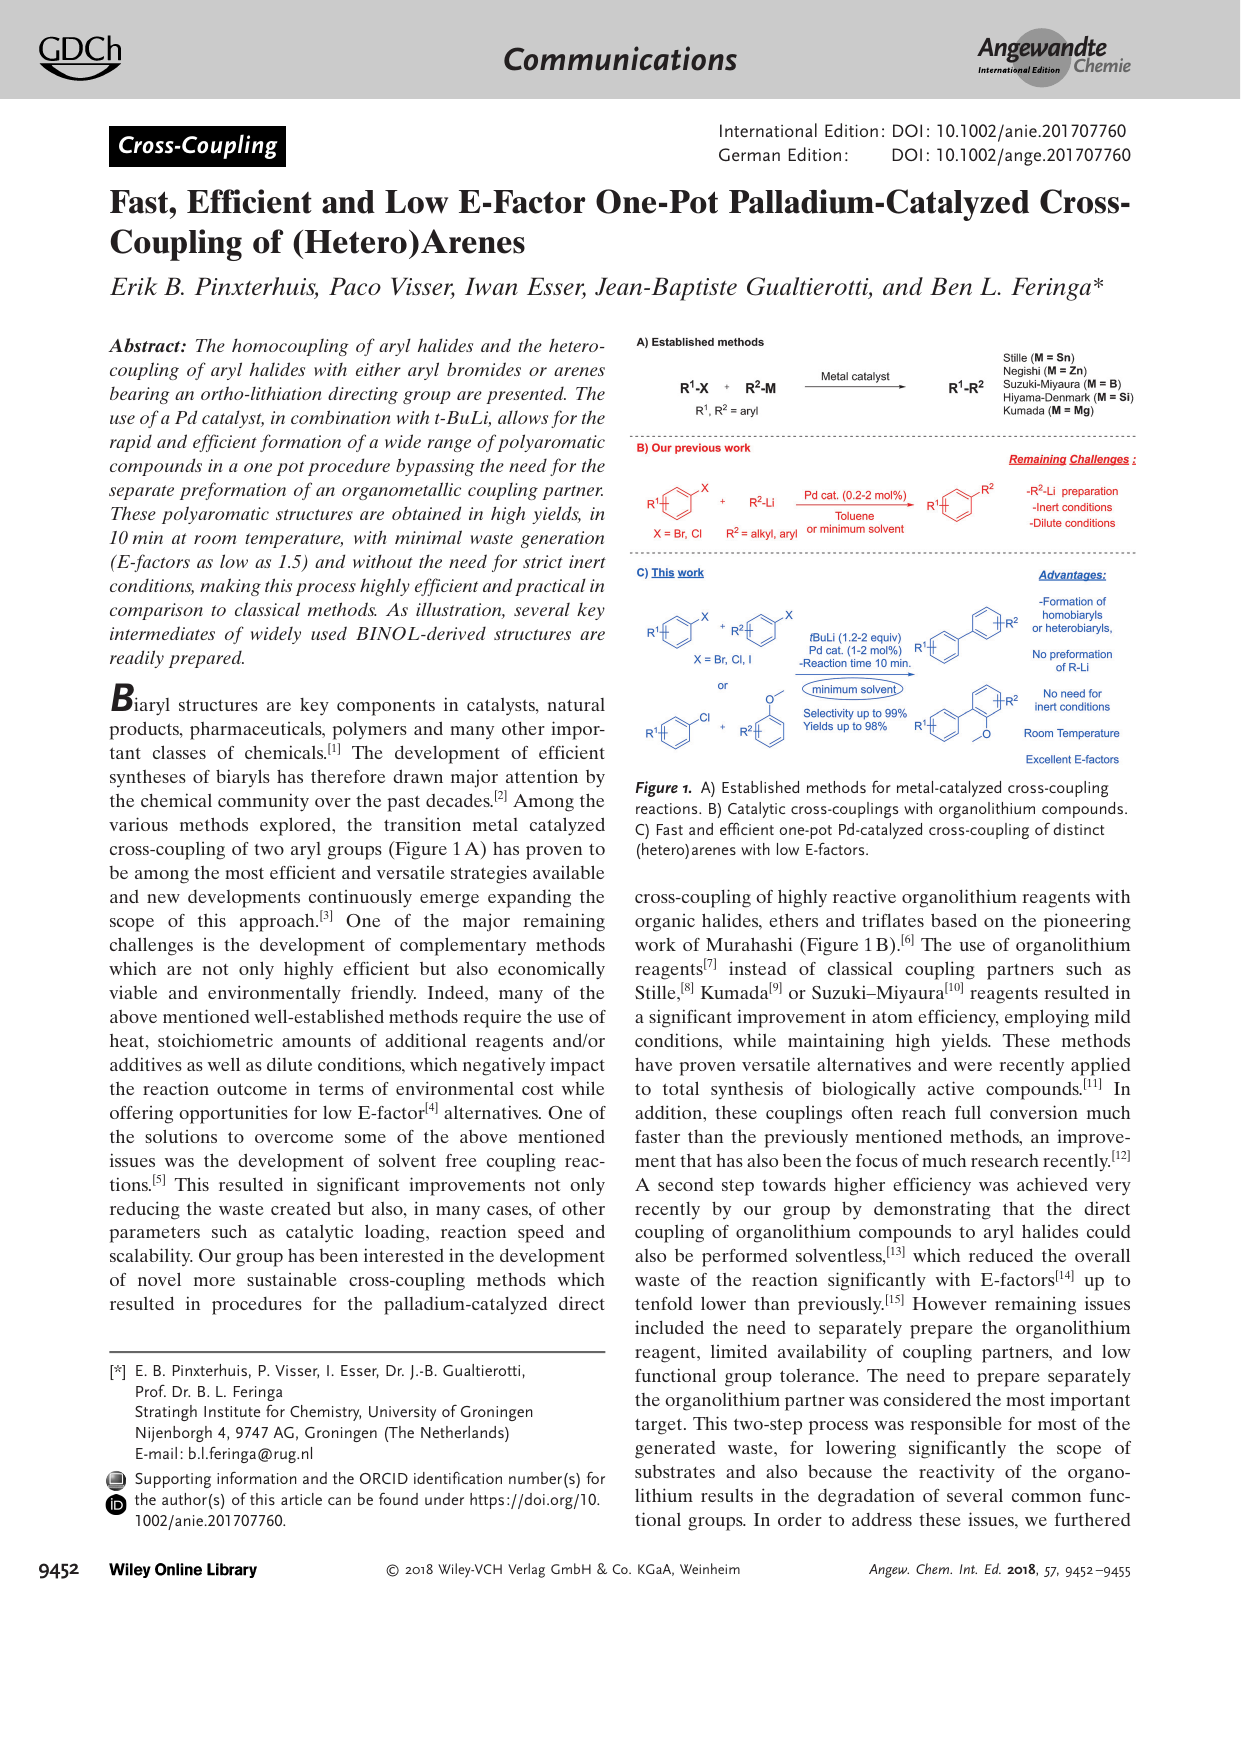 GDCh
Communications
Angewandte
International Edition Chemie
Cross-Coupling
International Edition: DOI: 10.1002/anie.201707760
German Edition: DOI: 10.1002/ange.201707760
Fast, Efficient and Low E-Factor One-Pot Palladium-Catalyzed Cross-
Coupling of (Hetero)Arenes
Erik B. Pinxterhuis, Paco Visser, Iwan Esser, Jean-Baptiste Gualtierotti, and Ben L. Feringa*
Abstract: The homocoupling of aryl halides and the hetero-
coupling of aryl halides with either aryl bromides or arenes
bearing an ortho-lithiation directing group are presented. The
use of a Pd catalyst, in combination with t-BuLi, allows for the
rapid and efficient formation of a wide range of polyaromatic
compounds in a one pot procedure bypassing the need for the
separate preformation of an organometallic coupling partner.
These polyaromatic structures are obtained in high yields, in
10 min at room temperature, with minimal waste generation
(E-factors as low as 1.5) and without the need for strict inert
conditions, making this process highly efficient and practical in
comparison to classical methods. As illustration, several key
intermediates of widely used BINOL-derived structures are
readily prepared.
Biaryl structures are key components in catalysts, natural
products, pharmaceuticals, polymers and many other impor-
tant classes of chemicals.[1] The development of efficient
syntheses of biaryls has therefore drawn major attention by
the chemical community over the past decades.[2] Among the
various methods explored, the transition metal catalyzed
cross-coupling of two aryl groups (Figure 1 A) has proven to
be among the most efficient and versatile strategies available
and new developments continuously emerge expanding the
scope of this approach.[3] One of the major remaining
challenges is the development of complementary methods
which are not only highly efficient but also economically
viable and environmentally friendly. Indeed, many of the
above mentioned well-established methods require the use of
heat, stoichiometric amounts of additional reagents and/or
additives as well as dilute conditions, which negatively impact
the reaction outcome in terms of environmental cost while
offering opportunities for low E-factor[4] alternatives. One of
the solutions to overcome some of the above mentioned
issues was the development of solvent free coupling reac-
tions.[5] This resulted in significant improvements not only
reducing the waste created but also, in many cases, of other
parameters such as catalytic loading, reaction speed and
scalability. Our group has been interested in the development
of novel more sustainable cross-coupling methods which
resulted in procedures for the palladium-catalyzed direct
[*] E. B. Pinxterhuis, P. Visser, I. Esser, Dr. J.-B. Gualtierotti,
Prof. Dr. B. L. Feringa
Stratingh Institute for Chemistry, University of Groningen
Nijenborgh 4, 9747 AG, Groningen (The Netherlands)
E-mail: b.l.feringa@rug.nl
Supporting information and the ORCID identification number(s) for
iD the author(s) of this article can be found under https://doi.org/10.
1002/anie.201707760.
A) Established methods
R1-X + R2-M
R1, R2 = aryl
Metal catalyst
R1-R2
Stille (M = Sn)
Negishi (M = Zn)
Suzuki-Miyaura (M = B)
Hiyama-Denmark (M = Si)
Kumada (M = Mg)
B) Our previous work
Remaining Challenges :
R1 X + R2-Li
X = Br, Cl R2 = alkyl, aryl
Pd cat. (0.2-2 mol%)
Toluene
or minimum solvent
R1 R2
-R2-Li preparation
-Inert conditions
-Dilute conditions
C) This work
Advantages:
R1 X + R2 X
X = Br, Cl, I
or
R1 Cl + R2 O
tBuLi (1.2-2 equiv)
Pd cat. (1-2 mol%)
-Reaction time 10 min.
minimum solvent
Selectivity up to 99%
Yields up to 98%
R1 R2
R1 R2 O
-Formation of
homobiaryls
or heterobiaryls,
No preformation
of R-Li
No need for
inert conditions
Room Temperature
Excellent E-factors
Figure 1. A) Established methods for metal-catalyzed cross-coupling
reactions. B) Catalytic cross-couplings with organolithium compounds.
C) Fast and efficient one-pot Pd-catalyzed cross-coupling of distinct
(hetero)arenes with low E-factors.
cross-coupling of highly reactive organolithium reagents with
organic halides, ethers and triflates based on the pioneering
work of Murahashi (Figure 1 B).[6] The use of organolithium
reagents[7] instead of classical coupling partners such as
Stille,[8] Kumada[9] or Suzuki–Miyaura[10] reagents resulted in
a significant improvement in atom efficiency, employing mild
conditions, while maintaining high yields. These methods
have proven versatile alternatives and were recently applied
to total synthesis of biologically active compounds.[11] In
addition, these couplings often reach full conversion much
faster than the previously mentioned methods, an improve-
ment that has also been the focus of much research recently.[12]
A second step towards higher efficiency was achieved very
recently by our group by demonstrating that the direct
coupling of organolithium compounds to aryl halides could
also be performed solventless,[13] which reduced the overall
waste of the reaction significantly with E-factors[14] up to
tenfold lower than previously.[15] However remaining issues
included the need to separately prepare the organolithium
reagent, limited availability of coupling partners, and low
functional group tolerance. The need to prepare separately
the organolithium partner was considered the most important
target. This two-step process was responsible for most of the
generated waste, for lowering significantly the scope of
substrates and also because the reactivity of the organo-
lithium results in the degradation of several common func-
tional groups. In order to address these issues, we furthered
9452 Wiley Online Library © 2018 Wiley-VCH Verlag GmbH & Co. KGaA, Weinheim Angew. Chem. Int. Ed. 2018, 57, 9452–9455